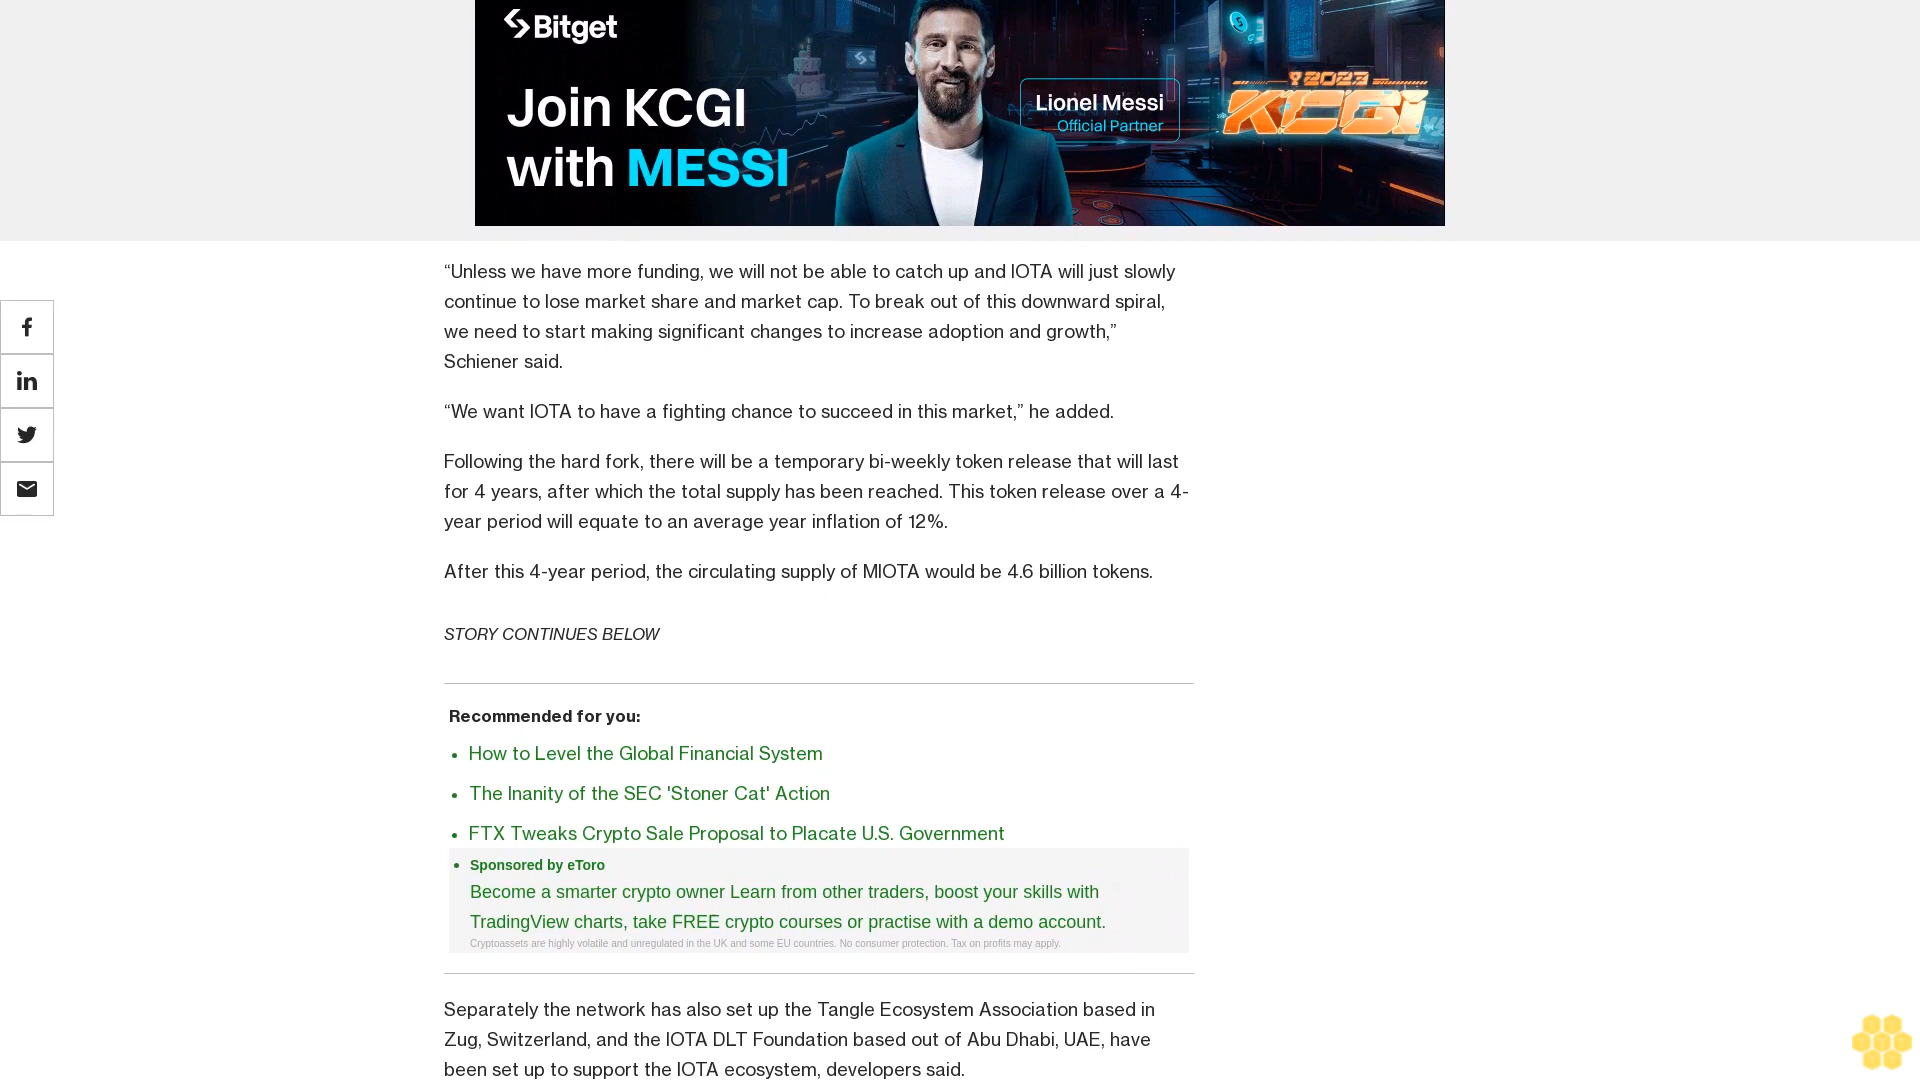 Bitget
Join KCGI
with MESSI
Lionel Messi
Official Partner
2023
KCGI
“Unless we have more funding, we will not be able to catch up and IOTA will just slowly
continue to lose market share and market cap. To break out of this downward spiral,
we need to start making significant changes to increase adoption and growth,”
Schiener said.
“We want IOTA to have a fighting chance to succeed in this market,” he added.
Following the hard fork, there will be a temporary bi-weekly token release that will last
for 4 years, after which the total supply has been reached. This token release over a 4-
year period will equate to an average year inflation of 12%.
After this 4-year period, the circulating supply of MIOTA would be 4.6 billion tokens.
STORY CONTINUES BELOW
Recommended for you:
• How to Level the Global Financial System
• The Inanity of the SEC 'Stoner Cat' Action
• FTX Tweaks Crypto Sale Proposal to Placate U.S. Government
• Sponsored by eToro
Become a smarter crypto owner Learn from other traders, boost your skills with
TradingView charts, take FREE crypto courses or practise with a demo account.
Cryptoassets are highly volatile and unregulated in the UK and some EU countries. No consumer protection. Tax on profits may apply.
Separately the network has also set up the Tangle Ecosystem Association based in
Zug, Switzerland, and the IOTA DLT Foundation based out of Abu Dhabi, UAE, have
been set up to support the IOTA ecosystem, developers said.